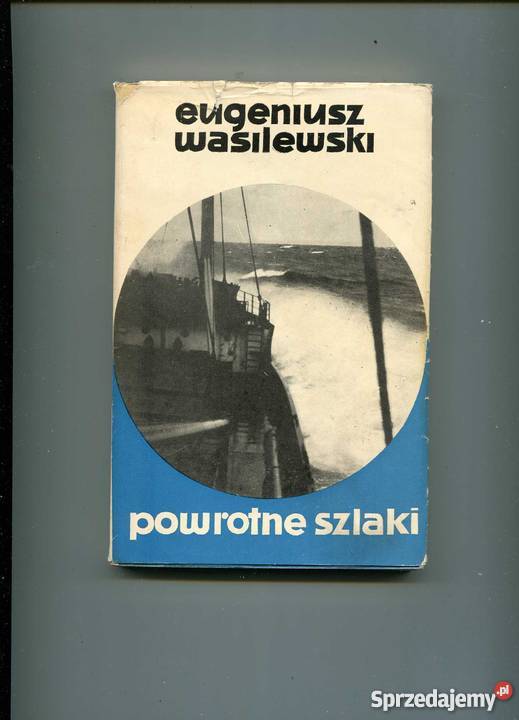 eugeniusz
wasilewski
powrotne szlaki
Sprzedajemy.pl